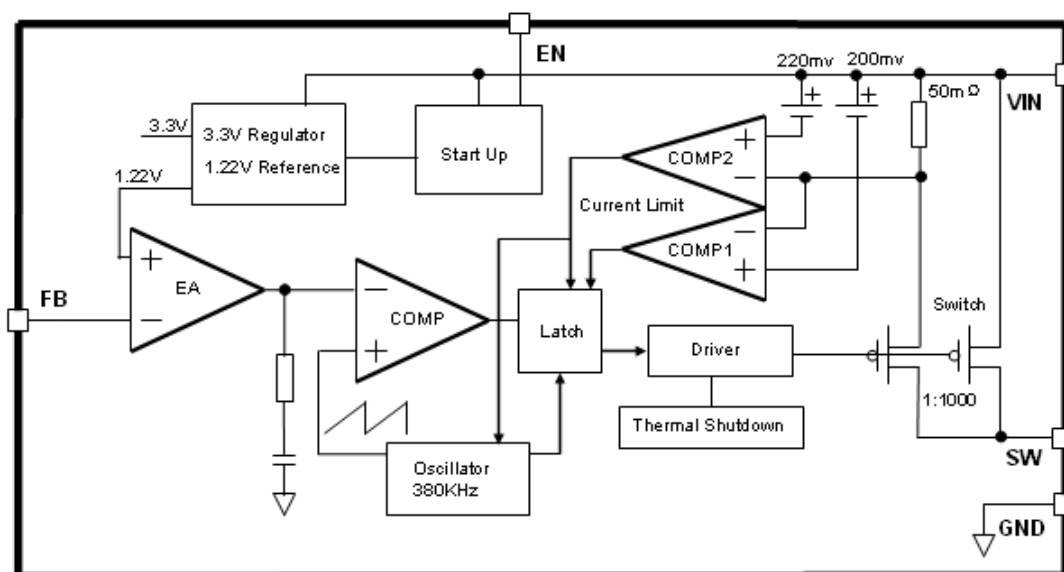 EN
220mv
200mv
50mΩ
VIN
3.3V
3.3V Regulator
1.22V Reference
Start Up
COMP2
1.22V
Current Limit
COMP1
EA
FB
COMP
Latch
Switch
Driver
1:1000
Thermal Shutdown
SW
Oscillator
380KHz
GND